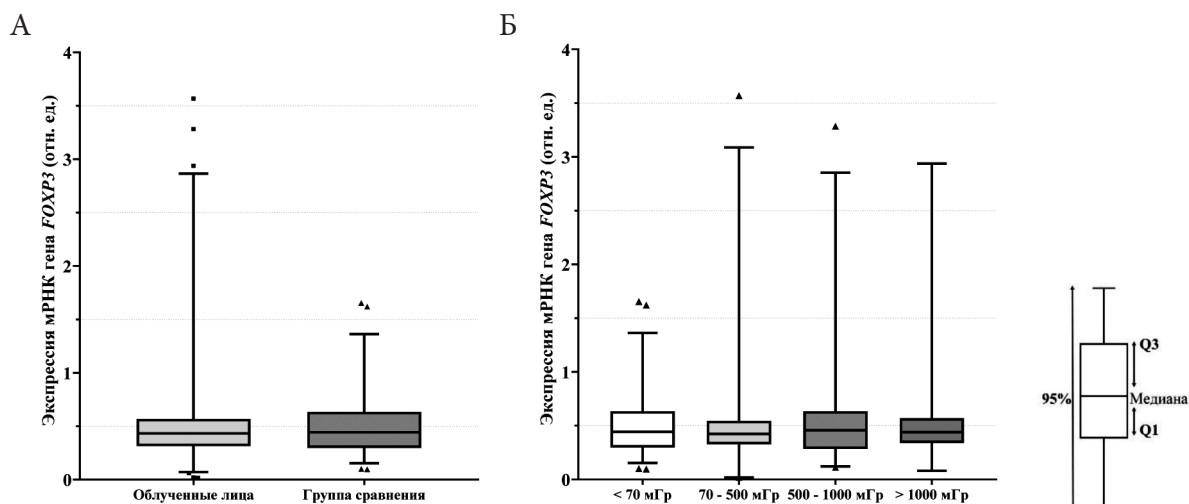 А
Экспрессия мРНК гена FOXP3 (отн. ед.)
4
3
2
1
0
Облученные лица
Группа сравнения
Б
Экспрессия мРНК гена FOXP3 (отн. ед.)
4
3
2
1
0
< 70 мГр
70 - 500 мГр
500 - 1000 мГр
> 1000 мГр
95%
Q3
Медиана
Q1